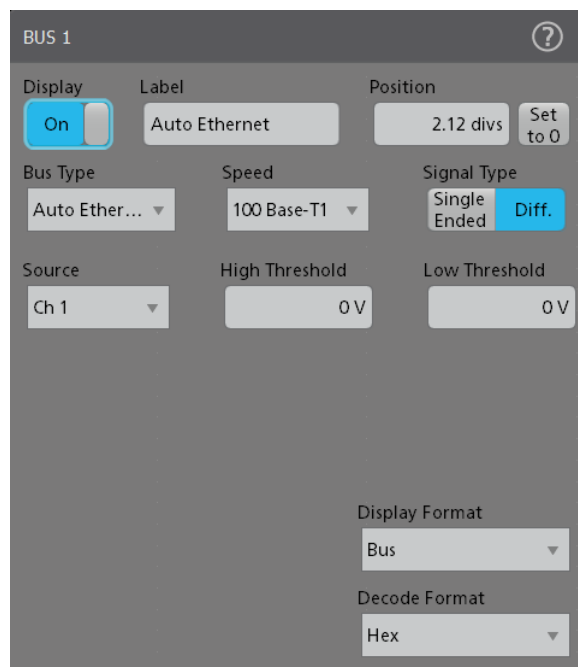 BUS 1
?
Display Label Position
On Auto Ethernet 2.12 divs Set to 0
Bus Type Speed Signal Type
Auto Ether... 100 Base-T1 Single Ended Diff.
Source High Threshold Low Threshold
Ch 1 0 V 0 V
Display Format
Bus
Decode Format
Hex